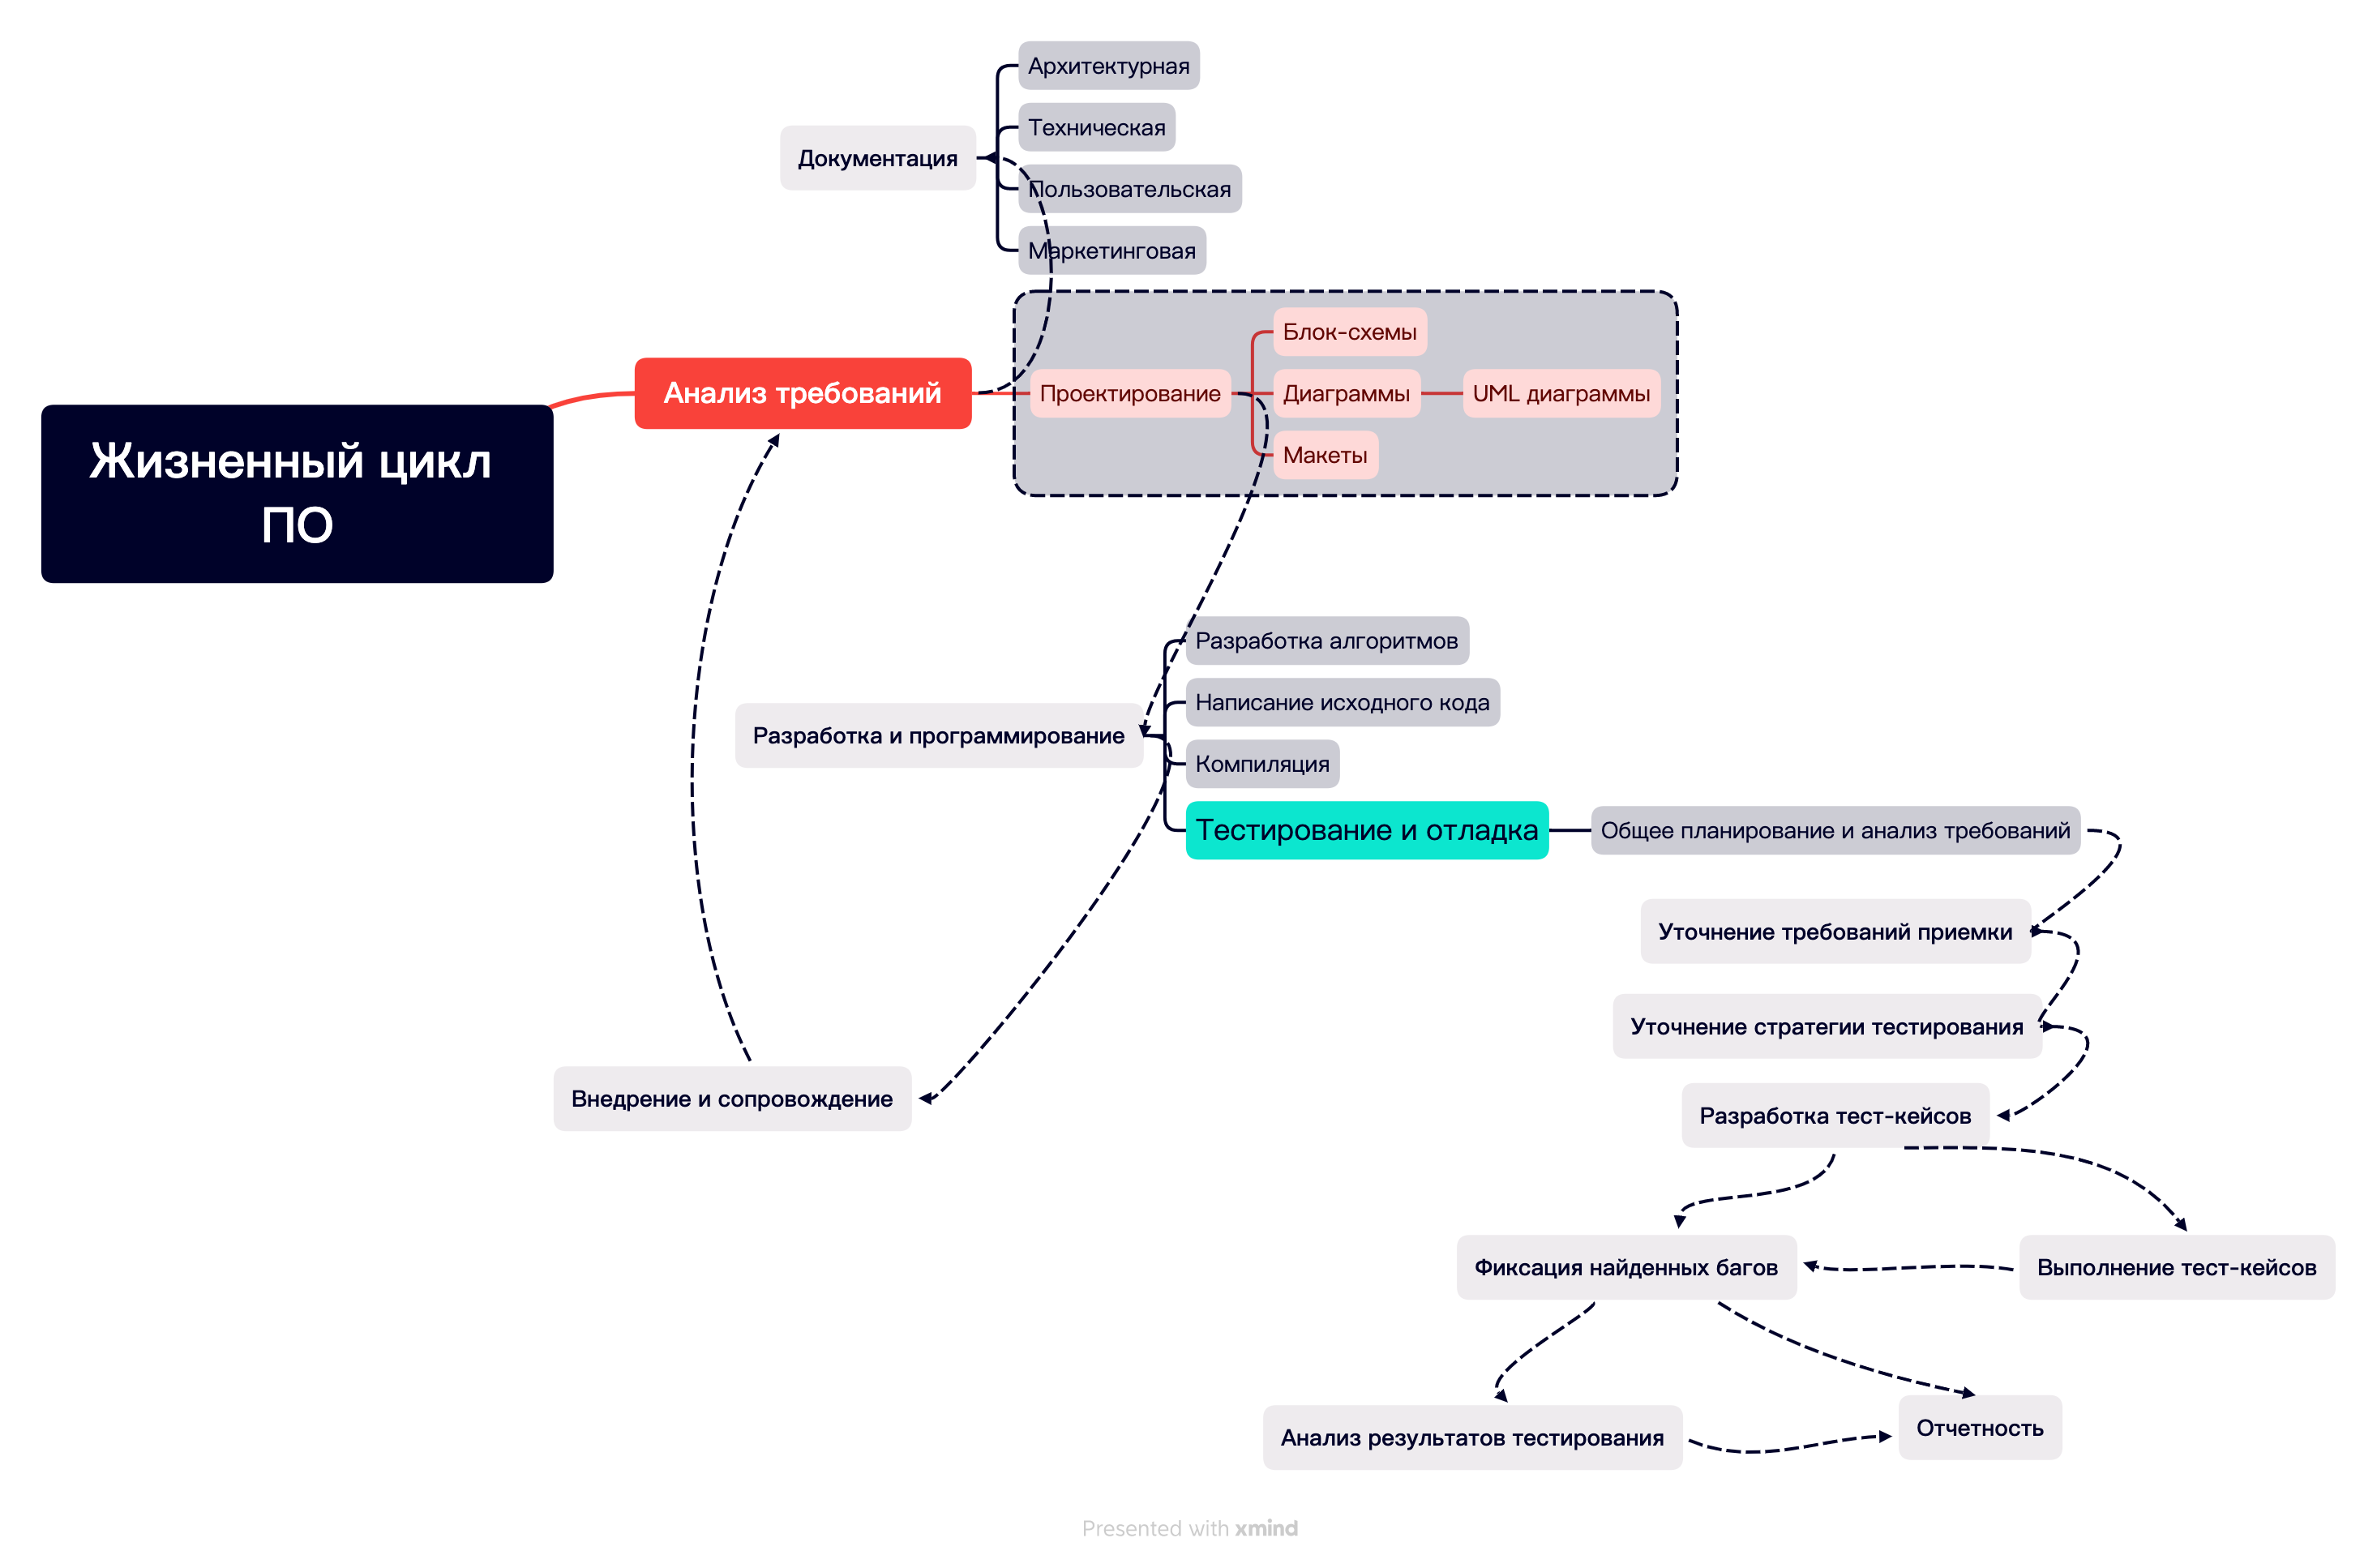 Архитектурная
Техническая
Документация
Пользовательская
Маркетинговая
Блок-схемы
Анализ требований
Проектирование
Диаграммы
UML диаграммы
Макеты
Жизненный цикл
ПО
Разработка алгоритмов
Написание исходного кода
Разработка и программирование
Компиляция
Тестирование и отладка
Общее планирование и анализ требований
Уточнение требований приемки
Уточнение стратегии тестирования
Внедрение и сопровождение
Разработка тест-кейсов
Фиксация найденных багов
Выполнение тест-кейсов
Анализ результатов тестирования
Отчетность
Presented with xmind